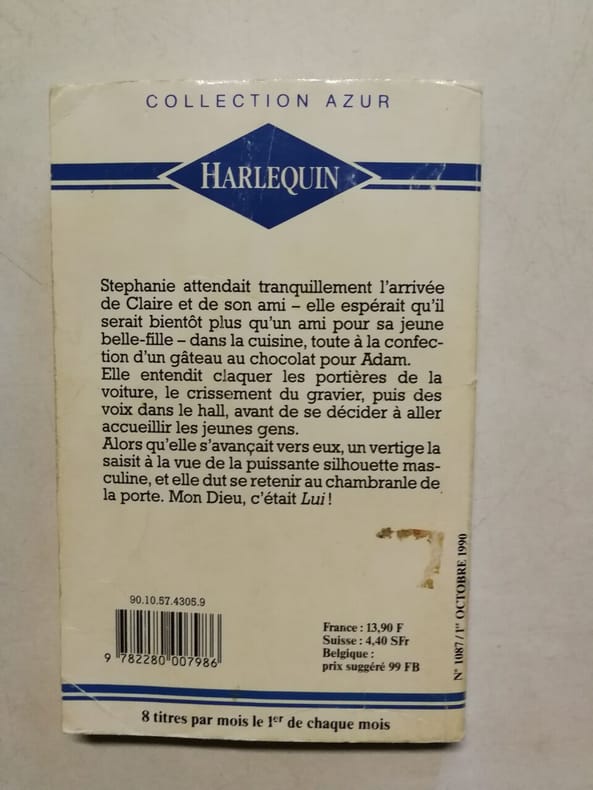 COLLECTION AZUR
HARLEQUIN
Stephanie attendait tranquillement l'arrivée
de Claire et de son ami – elle espérait qu'il
serait bientôt plus qu'un ami pour sa jeune
belle-fille – dans la cuisine, toute à la confec-
tion d'un gâteau au chocolat pour Adam.
Elle entendit claquer les portières de la
voiture, le crissement du gravier, puis des
voix dans le hall, avant de se décider à aller
accueillir les jeunes gens.
Alors qu'elle s'avançait vers eux, un vertige la
saisit à la vue de la puissante silhouette mas-
culine, et elle dut se retenir au chambranle de
la porte. Mon Dieu, c'était Lui !
90.10.57.4305.9
9 782280 007986
France : 13,90 F
Suisse : 4,40 SFr
Belgique :
prix suggéré 99 FB
N° 1087 / 1er OCTOBRE 1990
8 titres par mois le 1er de chaque mois